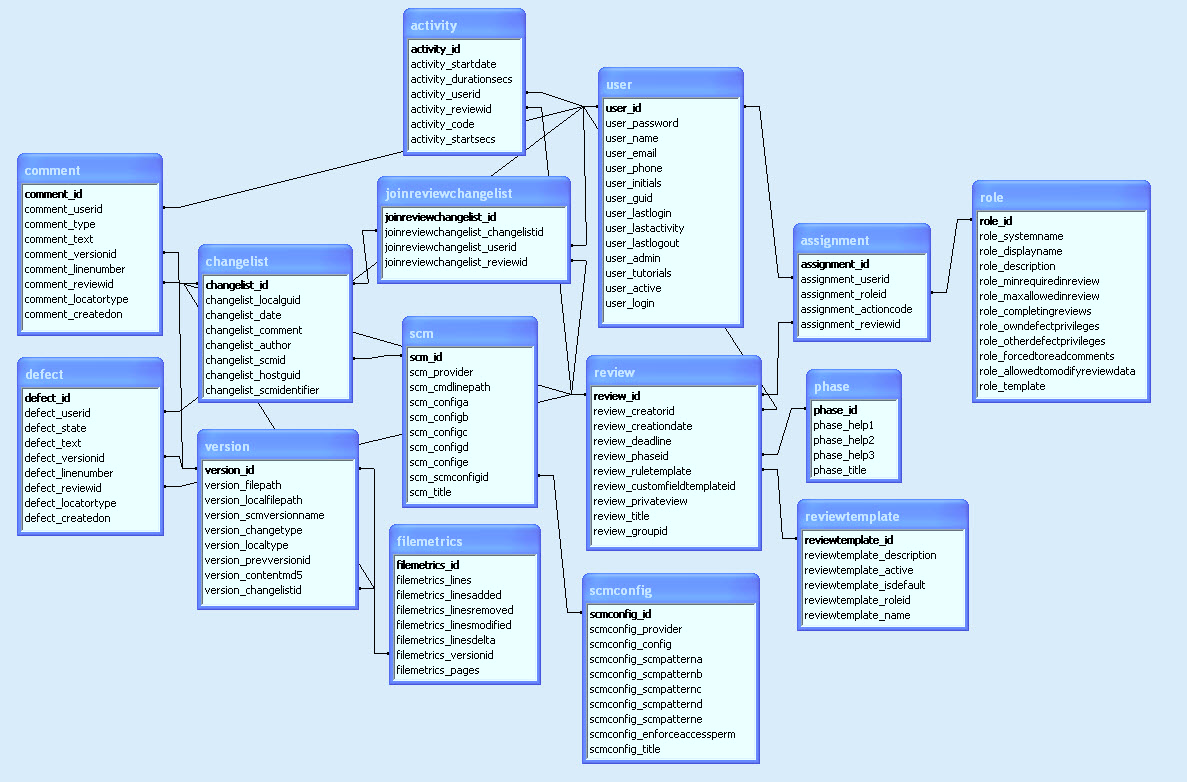 activity
activity_id
activity_startdate
activity_durationsecs
activity_userid
activity_reviewid
activity_code
activity_startsecs
user
user_id
user_password
user_name
user_email
user_phone
user_initials
user_guid
user_lastlogin
user_lastactivity
user_lastlogout
user_admin
user_tutorials
user_active
user_login
comment
comment_id
comment_userid
comment_type
comment_text
comment_versionid
comment_linenumber
comment_reviewid
comment_locatortype
comment_createdon
joinreviewchangelist
joinreviewchangelist_id
joinreviewchangelist_changelistid
joinreviewchangelist_userid
joinreviewchangelist_reviewid
role
role_id
role_systemname
role_displayname
role_description
role_minrequiredinreview
role_maxallowedinreview
role_completingreviews
role_owndefectprivileges
role_otherdefectprivileges
role_forcedtoreadcomments
role_allowedtomodifyreviewdata
role_template
assignment
assignment_id
assignment_userid
assignment_roleid
assignment_actioncode
assignment_reviewid
changelist
changelist_id
changelist_localguid
changelist_date
changelist_comment
changelist_author
changelist_scmid
changelist_hostguid
changelist_scmidentifier
scm
scm_id
scm_provider
scm_cmdlinepath
scm_configa
scm_configb
scm_configc
scm_configd
scm_confige
scm_scmconfigid
scm_title
defect
defect_id
defect_userid
defect_state
defect_text
defect_versionid
defect_linenumber
defect_reviewid
defect_locatortype
defect_createdon
review
review_id
review_creatorid
review_creationdate
review_deadline
review_phaseid
review_ruletemplate
review_customfieldtemplateid
review_privateview
review_title
review_groupid
phase
phase_id
phase_help1
phase_help2
phase_help3
phase_title
version
version_id
version_filepath
version_localfilepath
version_scmversionname
version_changetype
version_localtype
version_prevversionid
version_contentmd5
version_changelistid
reviewtemplate
reviewtemplate_id
reviewtemplate_description
reviewtemplate_active
reviewtemplate_isdefault
reviewtemplate_roleid
reviewtemplate_name
filemetrics
filemetrics_id
filemetrics_lines
filemetrics_linesadded
filemetrics_linesremoved
filemetrics_linesmodified
filemetrics_linesdelta
filemetrics_versionid
filemetrics_pages
scmconfig
scmconfig_id
scmconfig_provider
scmconfig_config
scmconfig_scmpatterna
scmconfig_scmpatternb
scmconfig_scmpatternc
scmconfig_scmpatternd
scmconfig_scmpatterne
scmconfig_enforceaccessperm
scmconfig_title